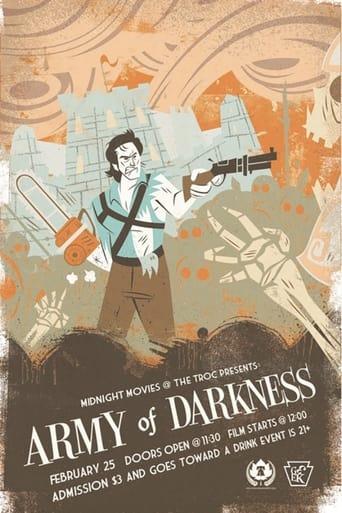 MIDNIGHT MOVIES @ THE TROC PRESENTS:
ARMY of DARKNESS
FEBRUARY 25 DOORS OPEN @ 11:30 FILM STARTS @ 12:00
ADMISSION $3 AND GOES TOWARD A DRINK EVENT IS 21+